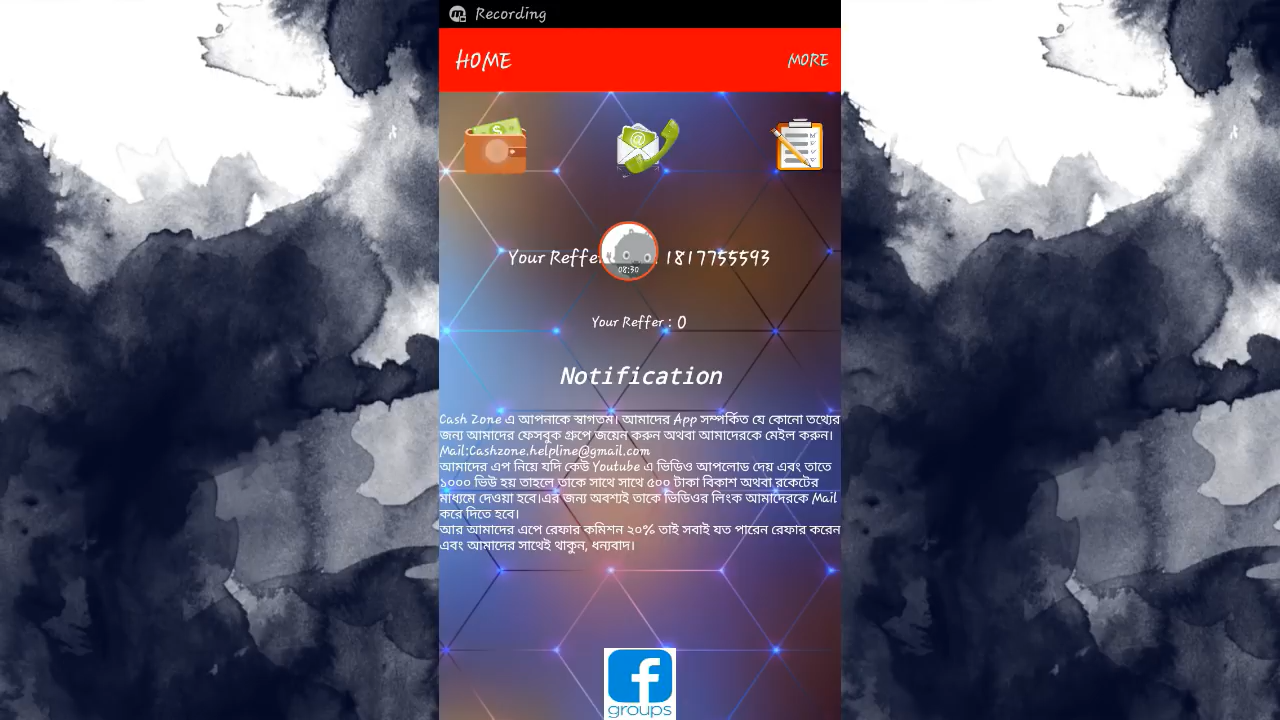 Recording
HOME
MORE
Your Reffe 1817755593
08:30
Your Reffer : 0
Notification
Cash Zone এ আপনাকে স্বাগতম। আমাদের App সম্পর্কিত যে কোনো তথ্যের
জন্য আমাদের ফেসবুক গ্রুপে জয়েন করুন অথবা আমাদেরকে মেইল করুন।
Mail:Cashzone.helpline@gmail.com
আমাদের এপ নিয়ে যদি কেউ Youtube এ ভিডিও আপলোড দেয় এবং তাতে
১০০০ ভিউ হয় তাহলে তাকে সাথে সাথে ৫০০ টাকা বিকাশ অথবা রকেটের
মাধ্যমে দেওয়া হবে।এর জন্য অবশ্যই তাকে ভিডিওর লিংক আমাদেরকে Mail
করে দিতে হবে।
আর আমাদের এপে রেফার কমিশন ২০% তাই সবাই যত পারেন রেফার করেন
এবং আমাদের সাথেই থাকুন, ধন্যবাদ।
groups